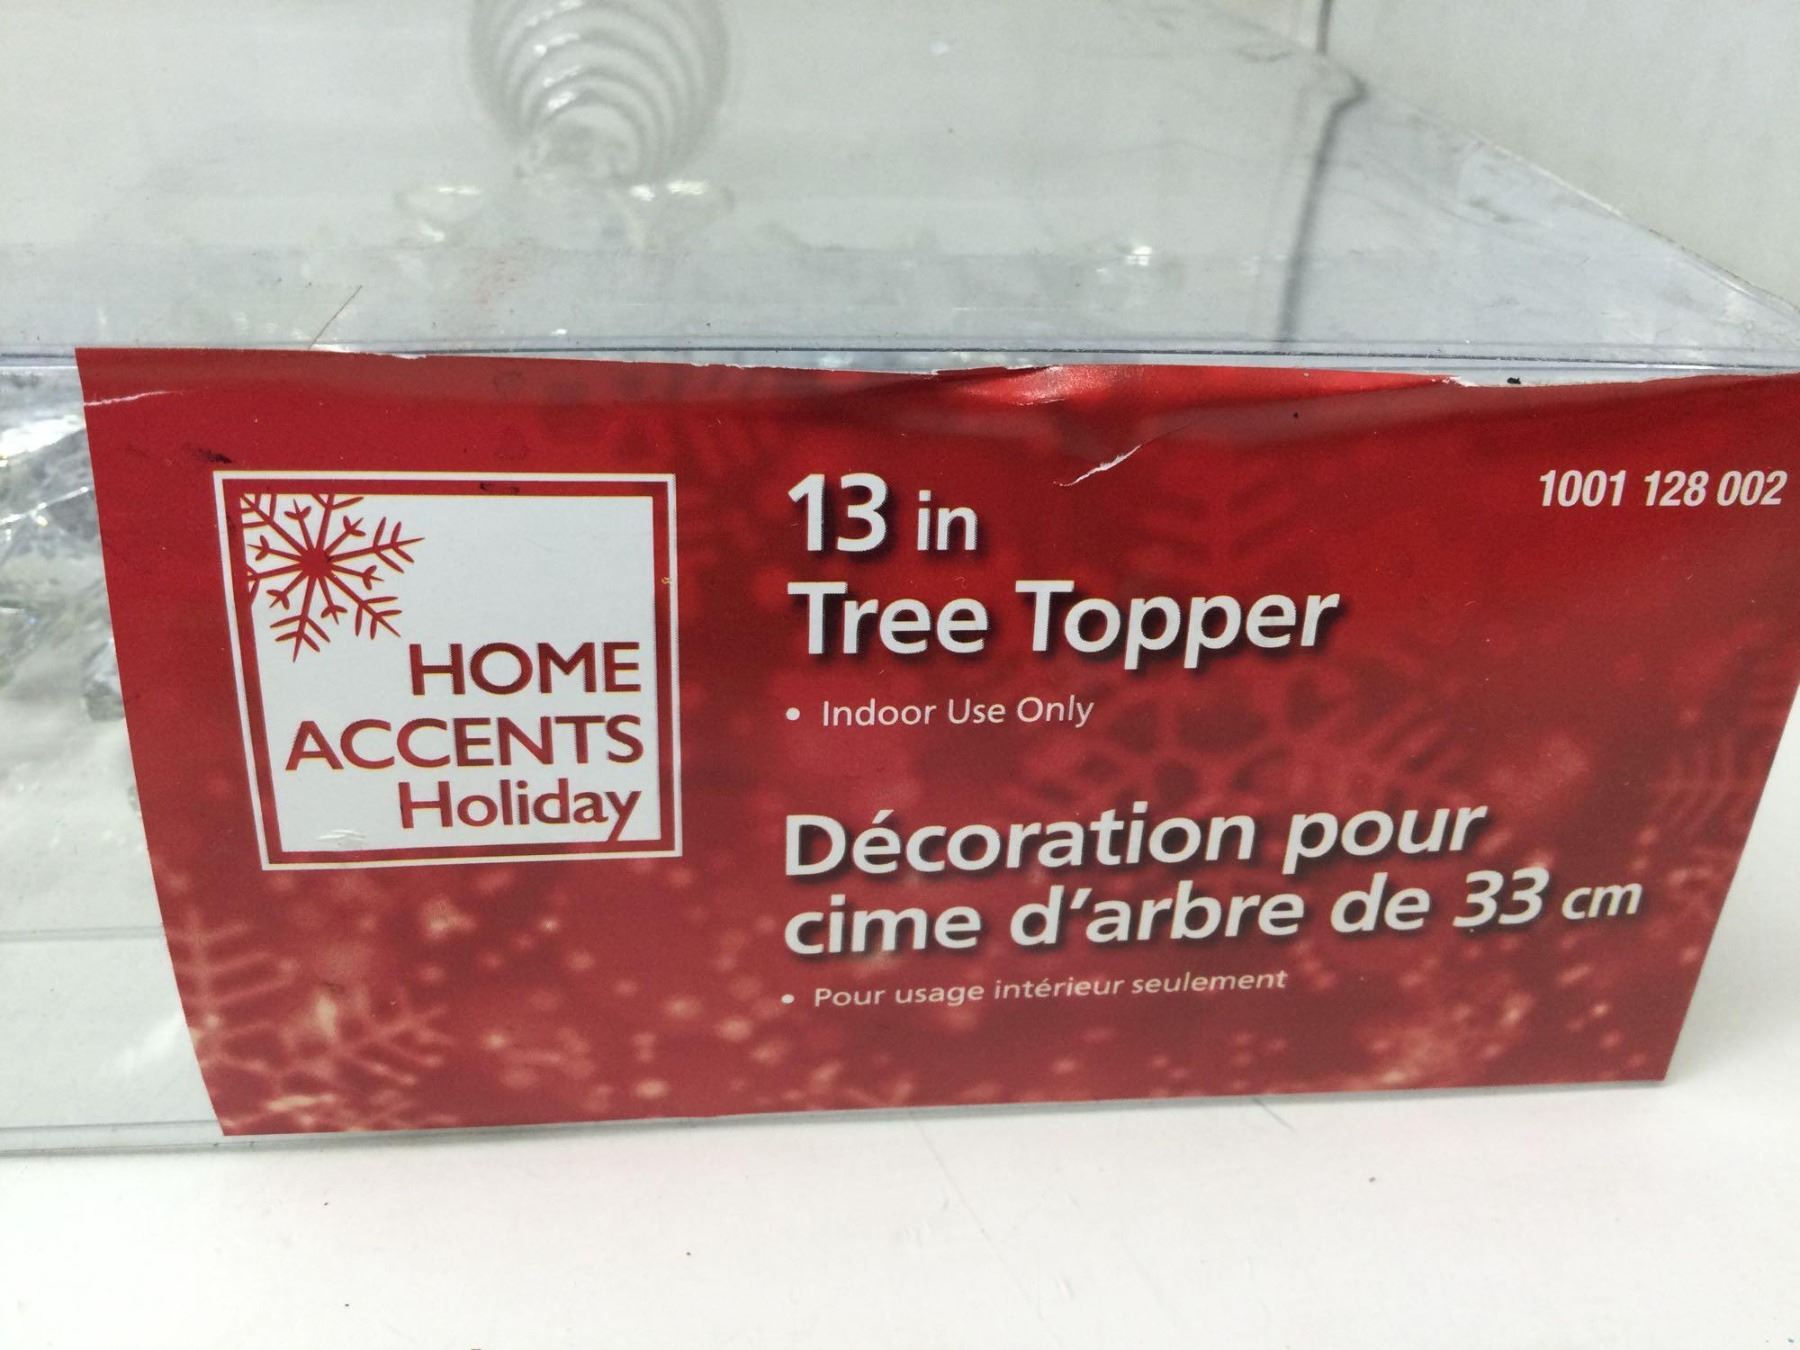 HOME
ACCENTS
Holiday
13 in
Tree Topper
• Indoor Use Only
1001 128 002
Décoration pour
cime d'arbre de 33 cm
• Pour usage intérieur seulement